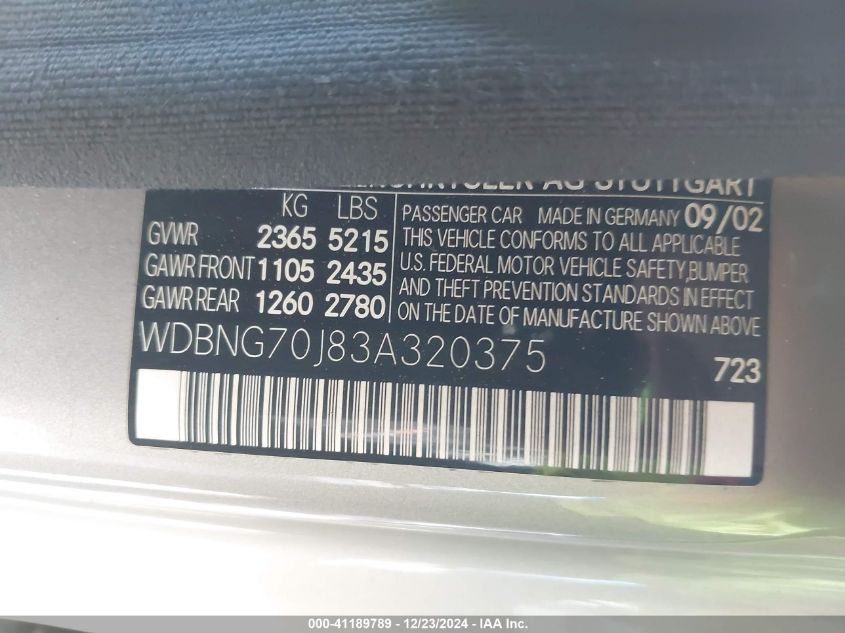 AG STUTTGART
KG LBS
GVWR 2365 5215
GAWR FRONT 1105 2435
GAWR REAR 1260 2780
PASSENGER CAR MADE IN GERMANY 09/02
THIS VEHICLE CONFORMS TO ALL APPLICABLE
U.S. FEDERAL MOTOR VEHICLE SAFETY,BUMPER
AND THEFT PREVENTION STANDARDS IN EFFECT
ON THE DATE OF MANUFACTURE SHOWN ABOVE
WDBNG70J83A320375
723
000-41189789 - 12/23/2024 - IAA Inc.